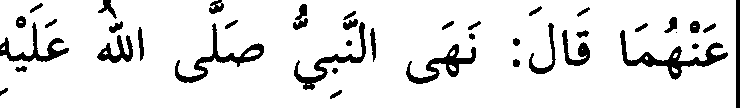 عَنْهُمَا قَالَ: نَهَى النَّبِيُّ صَلَّى اللهُ عَلَيْهِ